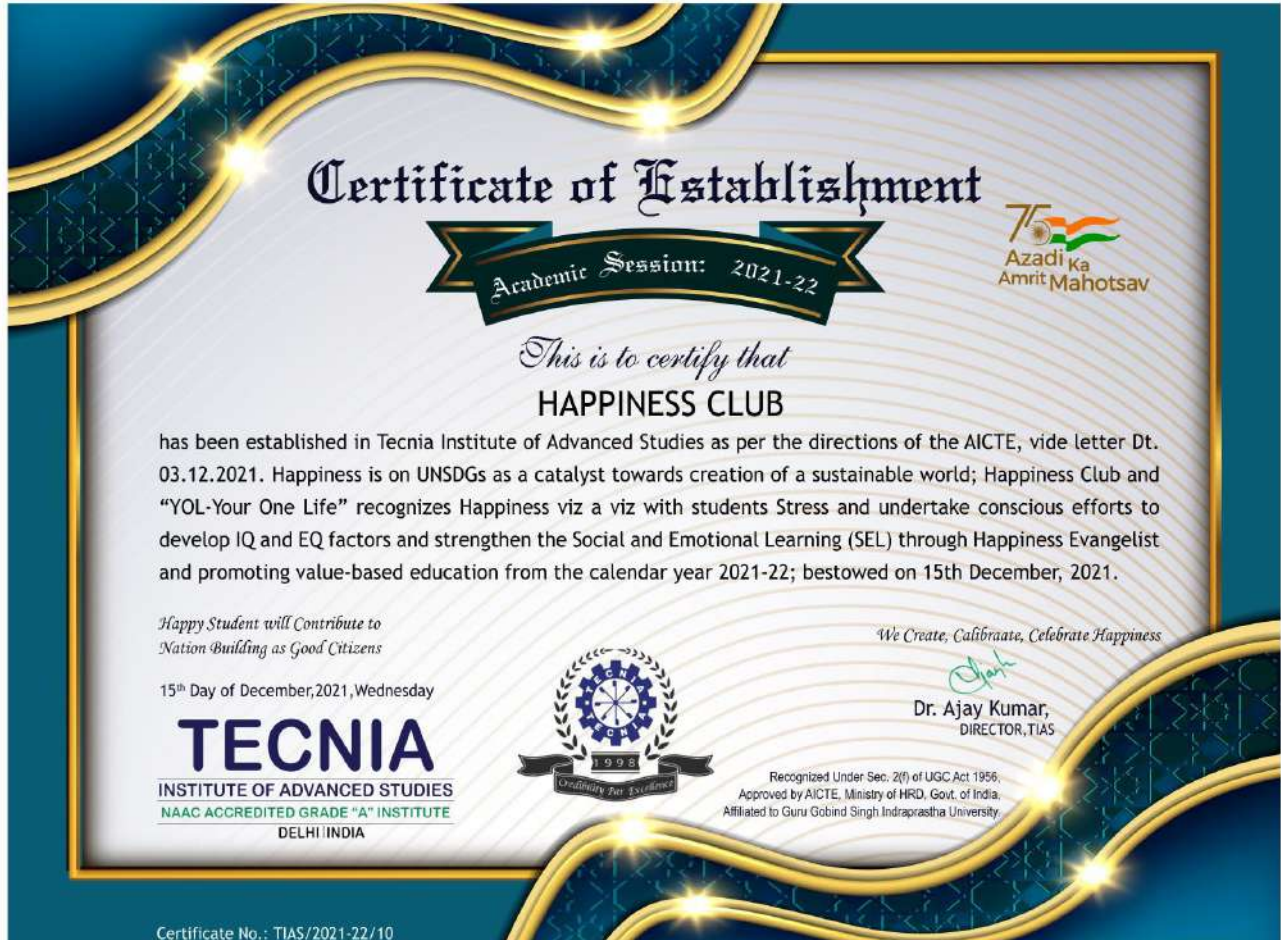 Certificate of Establishment
Academic Session: 2021-22
75
Azadi Ka
Amrit Mahotsav
This is to certify that
HAPPINESS CLUB
has been established in Tecnia Institute of Advanced Studies as per the directions of the AICTE, vide letter Dt.
03.12.2021. Happiness is on UNSDGs as a catalyst towards creation of a sustainable world; Happiness Club and
“YOL-Your One Life” recognizes Happiness viz a viz with students Stress and undertake conscious efforts to
develop IQ and EQ factors and strengthen the Social and Emotional Learning (SEL) through Happiness Evangelist
and promoting value-based education from the calendar year 2021-22; bestowed on 15th December, 2021.
Happy Student will Contribute to
Nation Building as Good Citizens
We Create, Calibraate, Celebrate Happiness
15th Day of December,2021,Wednesday
Ajay
Dr. Ajay Kumar,
DIRECTOR,TIAS
TECNIA
INSTITUTE OF ADVANCED STUDIES
NAAC ACCREDITED GRADE "A" INSTITUTE
DELHI INDIA
TECNIA
TECNIA
1998
Credibility Par Excellence
Recognized Under Sec. 2(f) of UGC Act 1956,
Approved by AICTE, Ministry of HRD, Govt. of India,
Affiliated to Guru Gobind Singh Indraprastha University.
Certificate No.: TIAS/2021-22/10